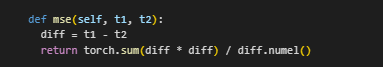 def mse(self, t1, t2):
  diff = t1 - t2
  return torch.sum(diff * diff) / diff.numel()